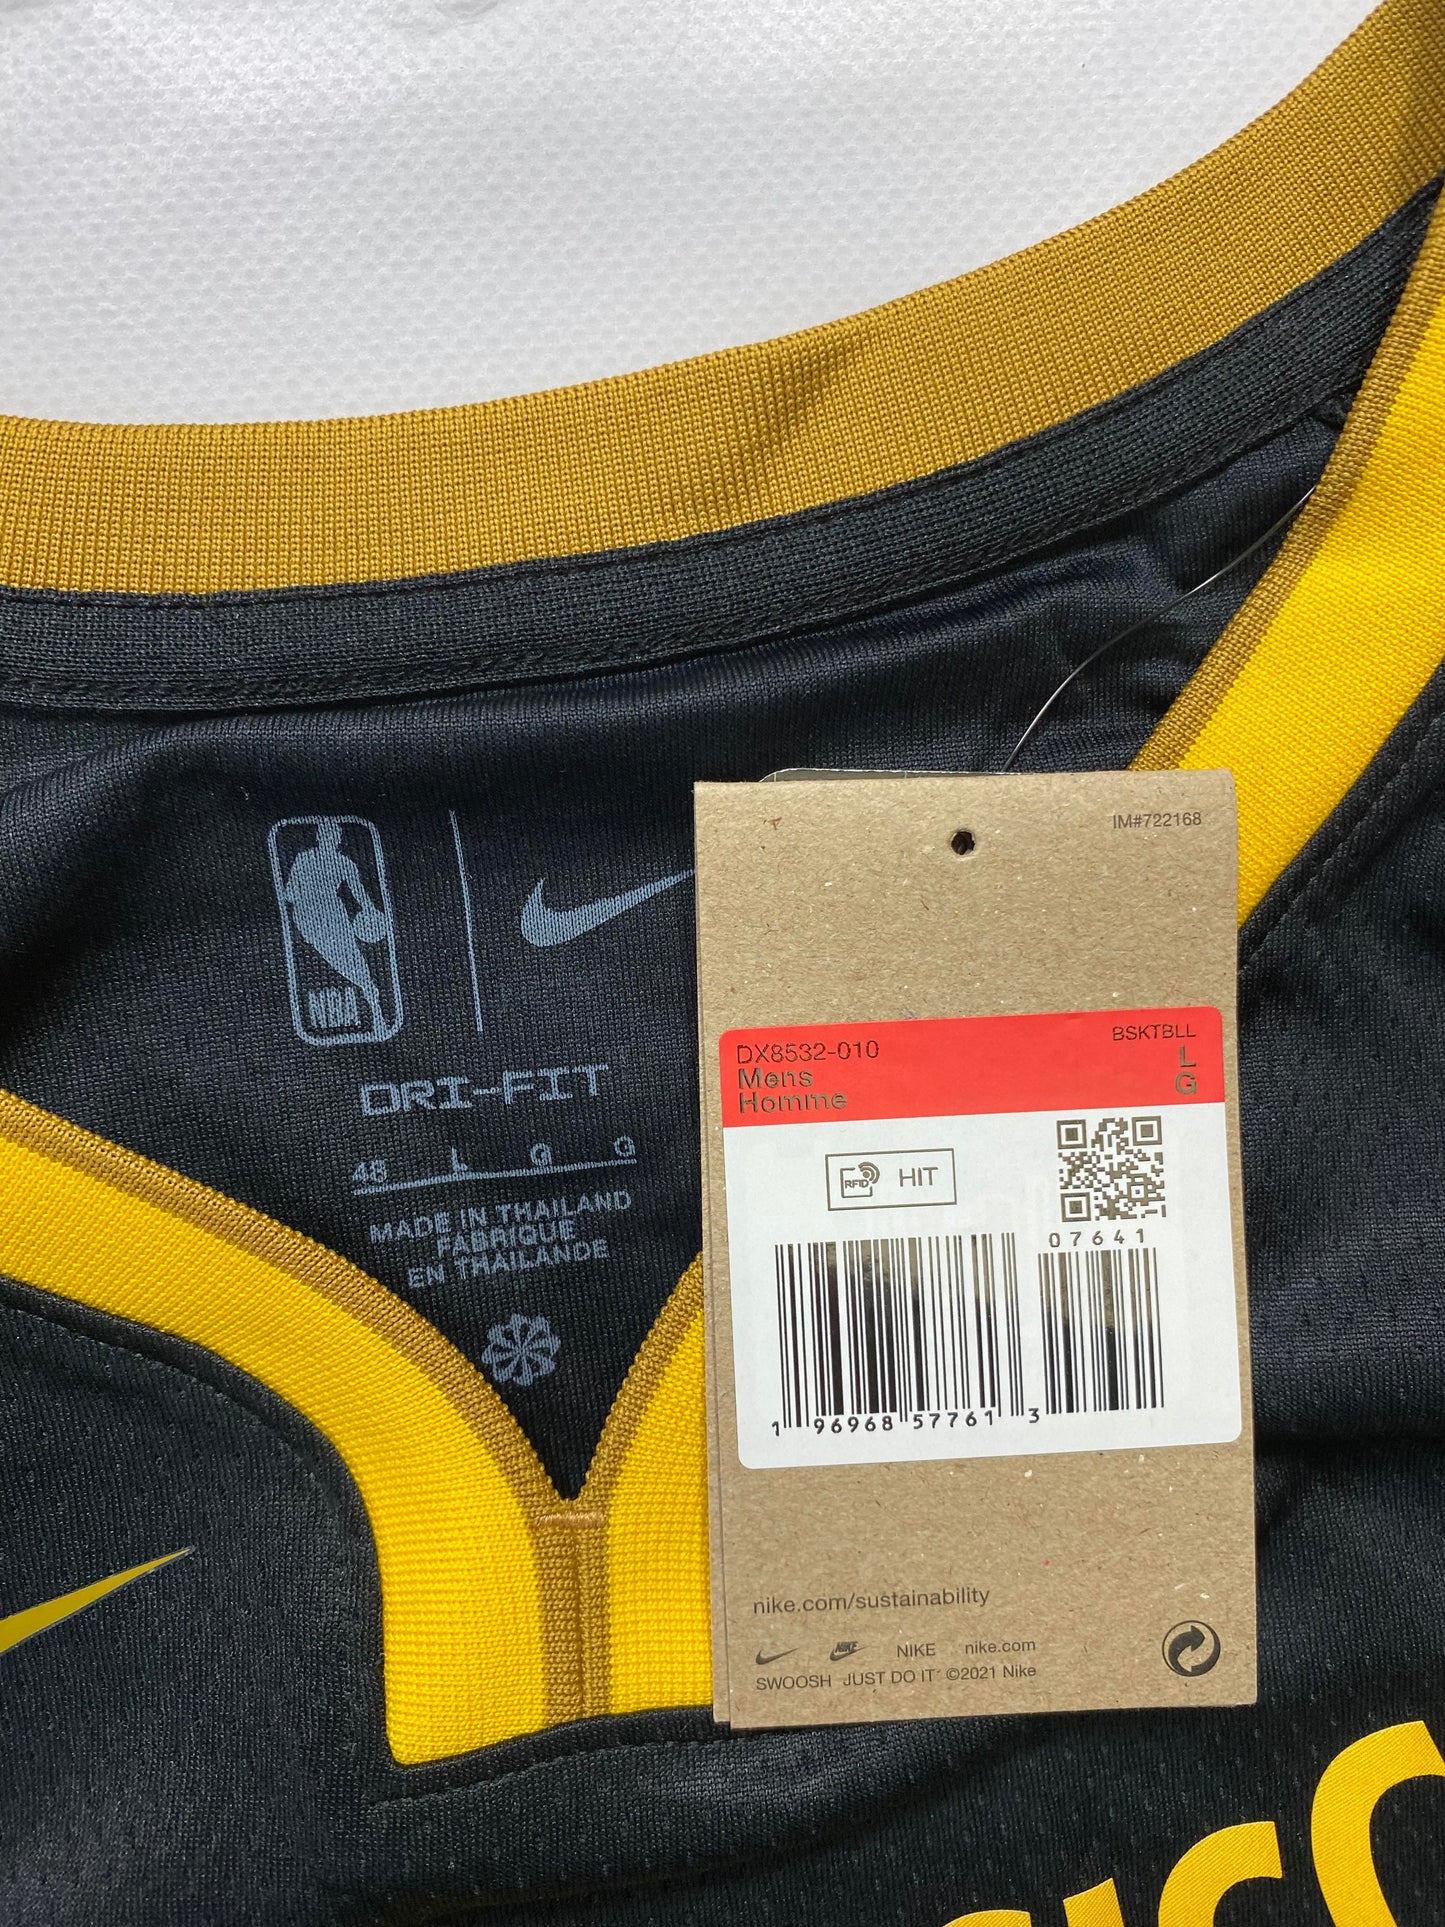 NBA
DRI-FIT
48 L G G
MADE IN THAILAND
FABRIQUE
EN THAILANDE
IM#722168
DX8532-010 BSKTBLL
Mens L
Homme G
RFID HIT
07641
1 96968 57761 3
nike.com/sustainability
NIKE NIKE nike.com
SWOOSH JUST DO IT ©2021 Nike